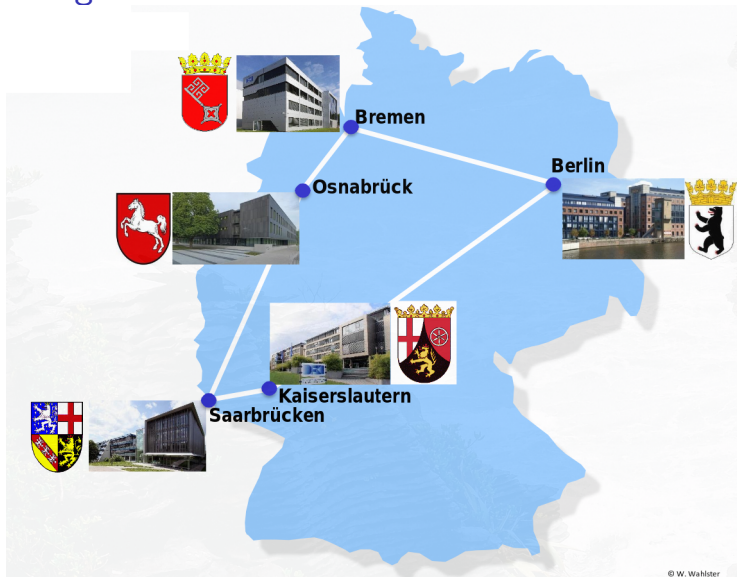 Bremen
Berlin
Osnabrück
Kaiserslautern
Saarbrücken
© W. Wahlster